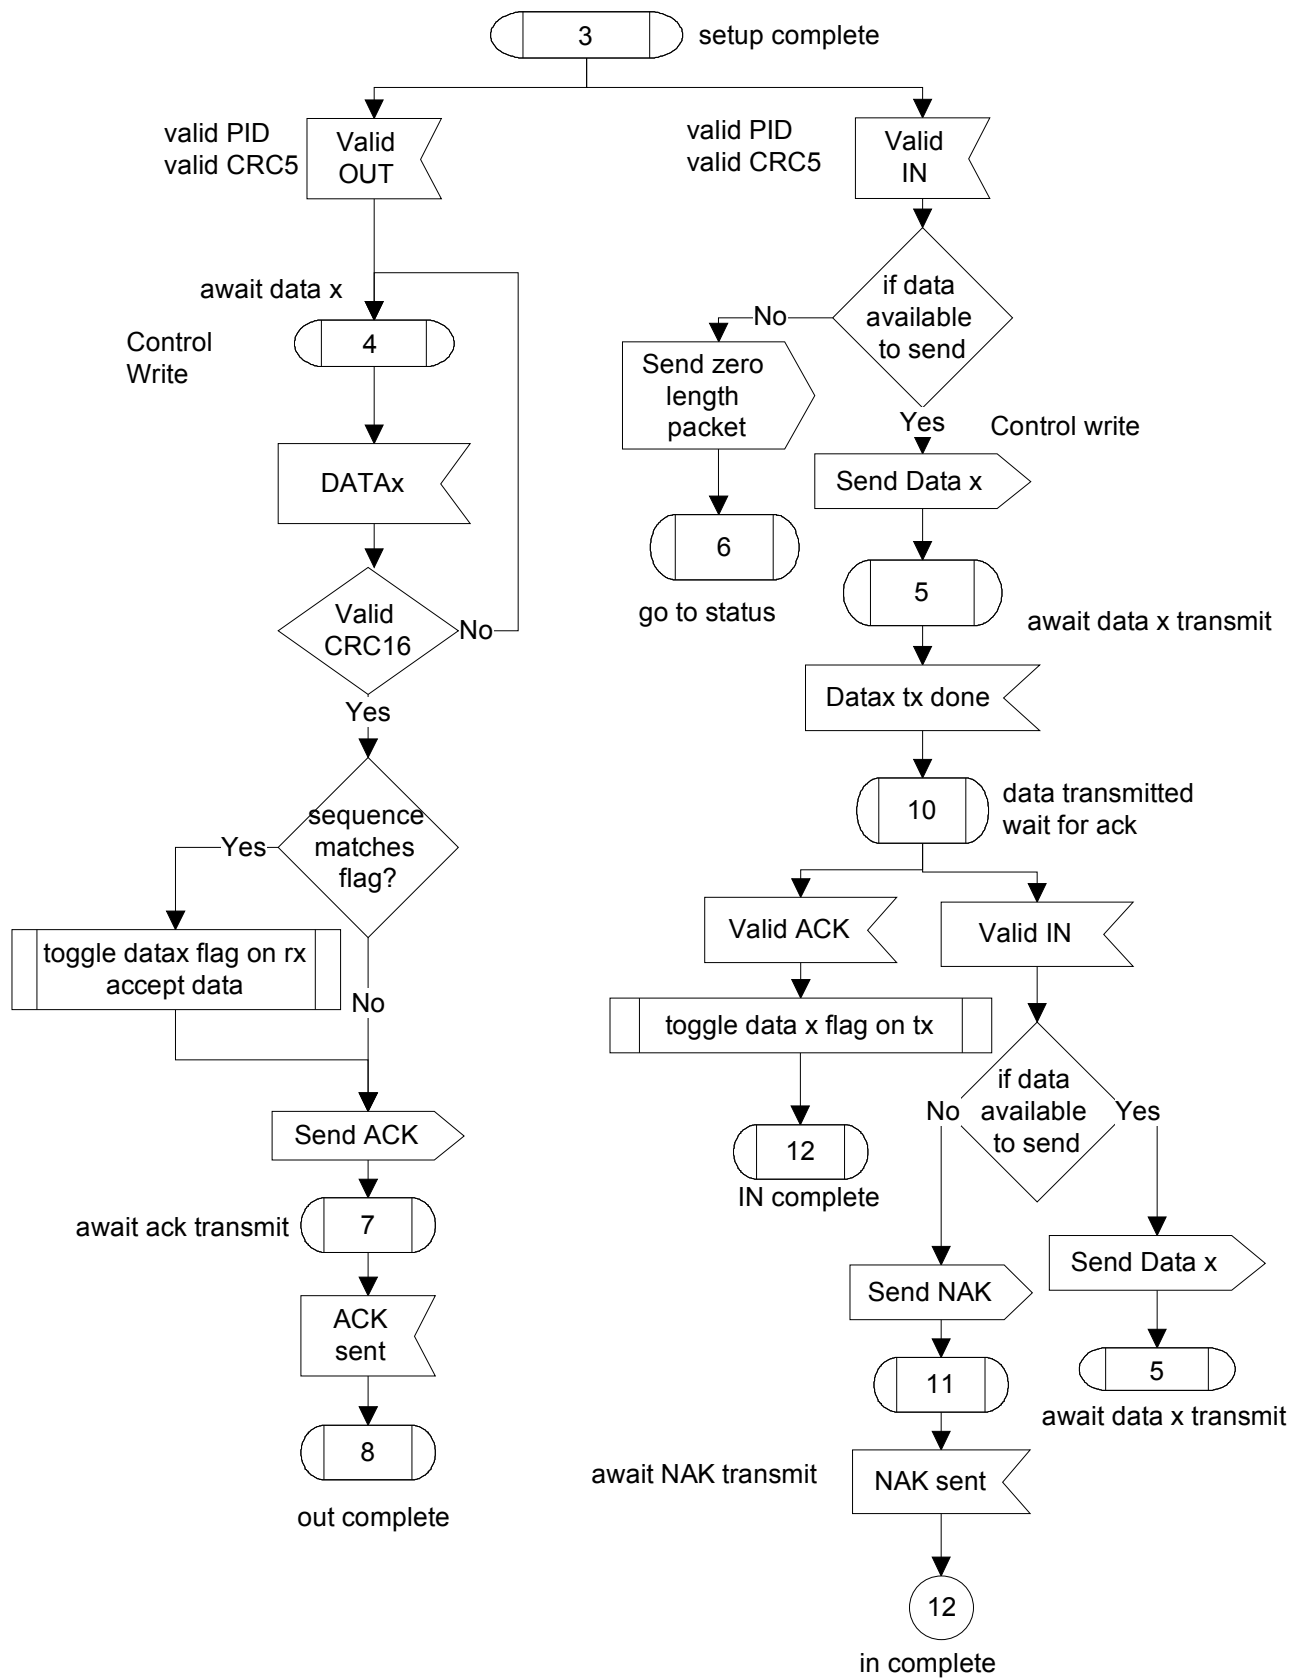 3
setup complete
valid PID
valid CRC5
Valid
OUT
valid PID
valid CRC5
Valid
IN
await data x
4
Control
Write
DATAx
Valid
CRC16
No
Yes
sequence
matches
flag?
Yes
toggle datax flag on rx
accept data
No
Send ACK
await ack transmit
7
ACK
sent
8
out complete
if data
available
to send
No
Send zero
length
packet
6
go to status
Yes
Control write
Send Data x
5
await data x transmit
Datax tx done
10
data transmitted
wait for ack
Valid ACK
toggle data x flag on tx
12
IN complete
Valid IN
if data
available
to send
No
Yes
Send NAK
11
await NAK transmit
NAK sent
12
in complete
Send Data x
5
await data x transmit